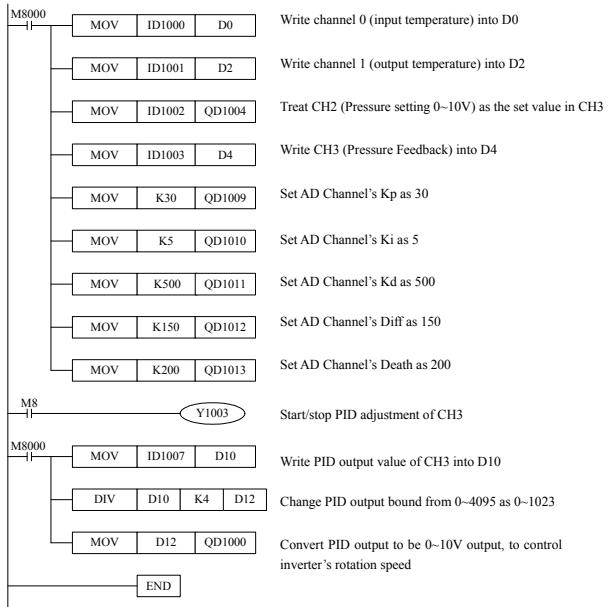 M8000
MOV ID1000 D0 Write channel 0 (input temperature) into D0
MOV ID1001 D2 Write channel 1 (output temperature) into D2
MOV ID1002 QD1004 Treat CH2 (Pressure setting 0~10V) as the set value in CH3
MOV ID1003 D4 Write CH3 (Pressure Feedback) into D4
MOV K30 QD1009 Set AD Channel’s Kp as 30
MOV K5 QD1010 Set AD Channel’s Ki as 5
MOV K500 QD1011 Set AD Channel’s Kd as 500
MOV K150 QD1012 Set AD Channel’s Diff as 150
MOV K200 QD1013 Set AD Channel’s Death as 200
M8
Y1003 Start/stop PID adjustment of CH3
M8000
MOV ID1007 D10 Write PID output value of CH3 into D10
DIV D10 K4 D12 Change PID output bound from 0~4095 as 0~1023
MOV D12 QD1000 Convert PID output to be 0~10V output, to control
inverter’s rotation speed
END